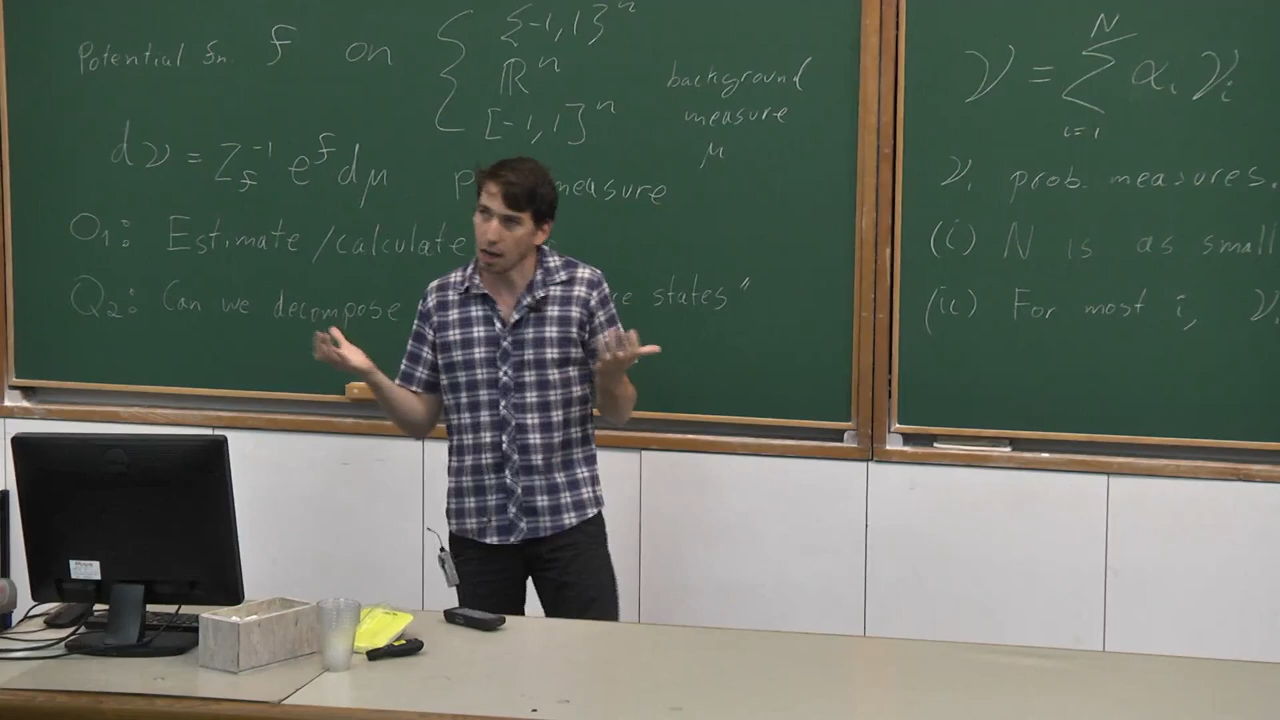 Potential fn. f on { {-1,1}^n
ℝ^n
[-1,1]^n
background
measure
μ
dν = Z_f^{-1} e^f dμ measure
Q1: Estimate/calculate
Q2: Can we decompose states"
ν = Σ_{i=1}^{N} α_i ν_i
ν_i prob. measures.
(i) N is as small
(ii) For most i, ν_i